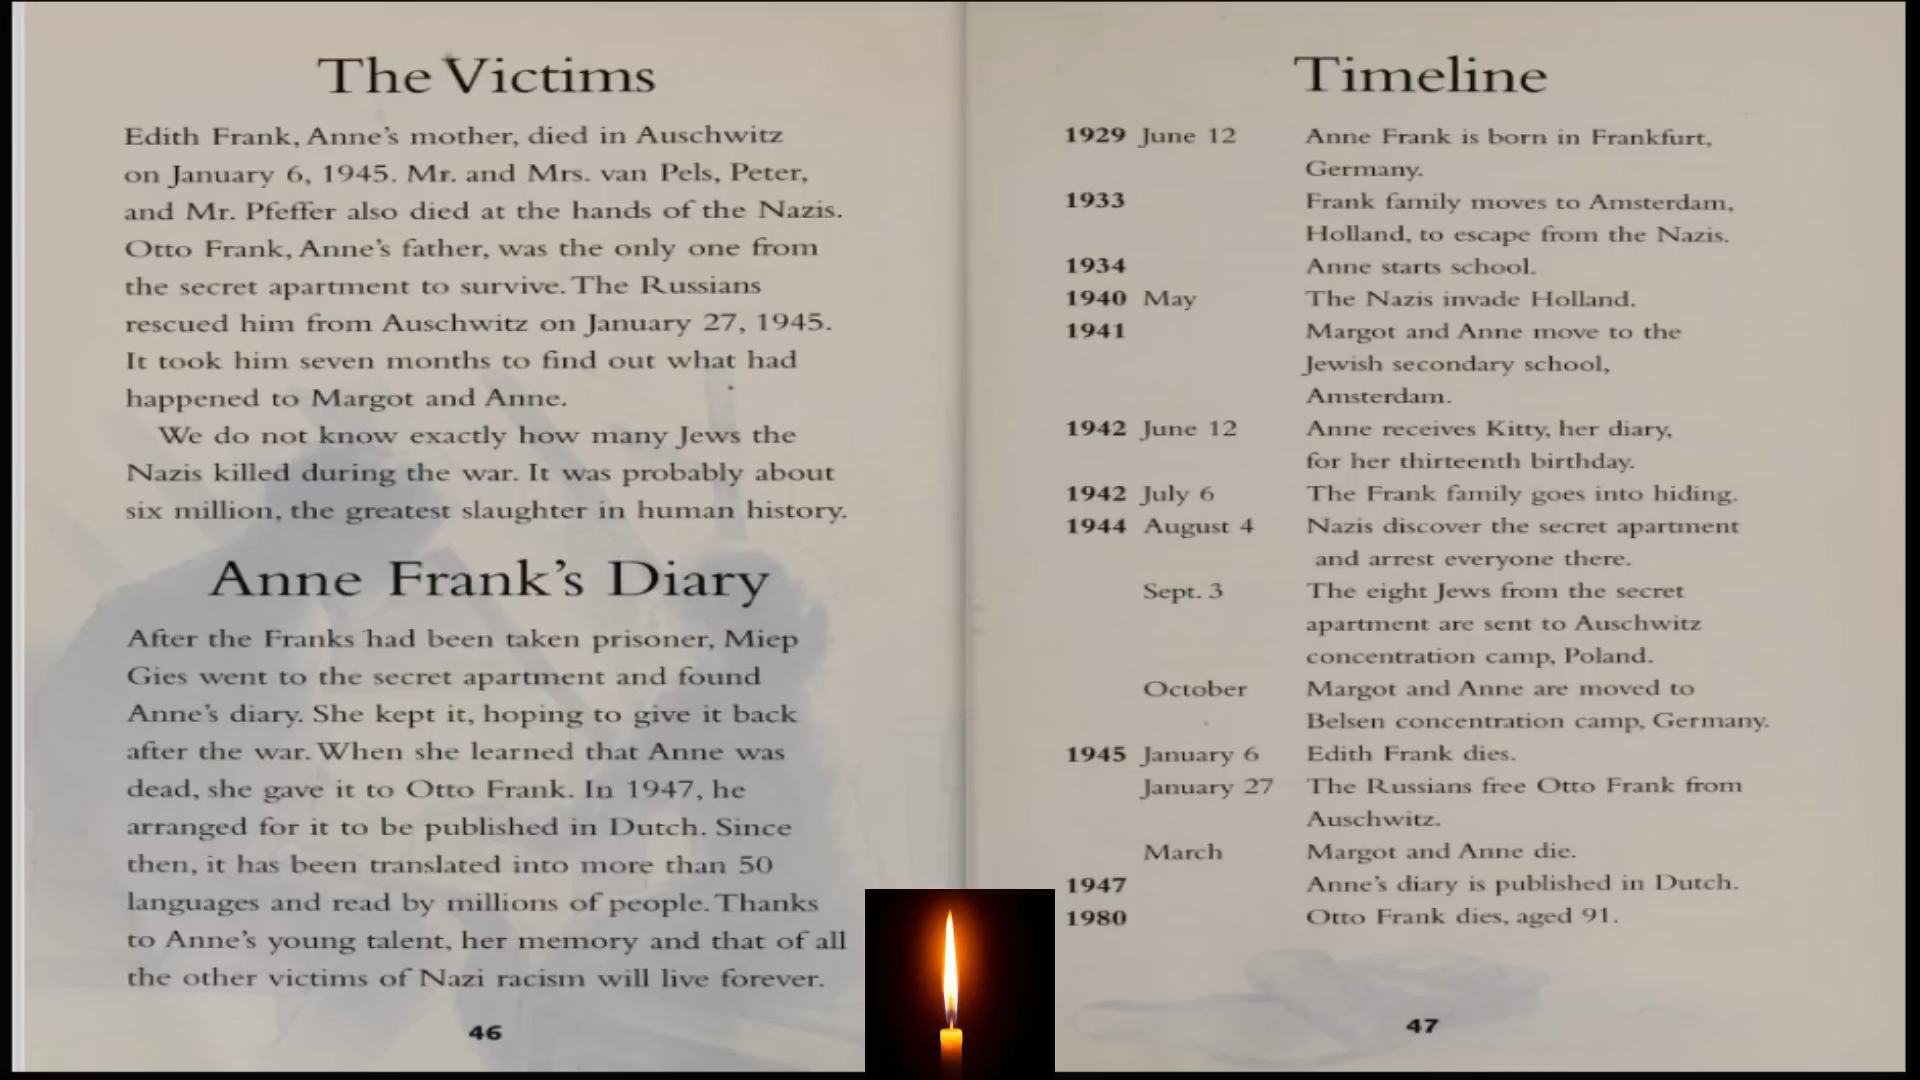 The Victims
Edith Frank, Anne's mother, died in Auschwitz
on January 6, 1945. Mr. and Mrs. van Pels, Peter,
and Mr. Pfeffer also died at the hands of the Nazis.
Otto Frank, Anne's father, was the only one from
the secret apartment to survive. The Russians
rescued him from Auschwitz on January 27, 1945.
It took him seven months to find out what had
happened to Margot and Anne.
We do not know exactly how many Jews the
Nazis killed during the war. It was probably about
six million, the greatest slaughter in human history.
Anne Frank's Diary
After the Franks had been taken prisoner, Miep
Gies went to the secret apartment and found
Anne's diary. She kept it, hoping to give it back
after the war. When she learned that Anne was
dead, she gave it to Otto Frank. In 1947, he
arranged for it to be published in Dutch. Since
then, it has been translated into more than 50
languages and read by millions of people. Thanks
to Anne's young talent, her memory and that of all
the other victims of Nazi racism will live forever.
46
Timeline
1929 June 12 Anne Frank is born in Frankfurt,
Germany.
1933 Frank family moves to Amsterdam,
Holland, to escape from the Nazis.
1934 Anne starts school.
1940 May The Nazis invade Holland.
1941 Margot and Anne move to the
Jewish secondary school,
Amsterdam.
1942 June 12 Anne receives Kitty, her diary,
for her thirteenth birthday.
1942 July 6 The Frank family goes into hiding.
1944 August 4 Nazis discover the secret apartment
and arrest everyone there.
Sept. 3 The eight Jews from the secret
apartment are sent to Auschwitz
concentration camp, Poland.
October Margot and Anne are moved to
Belsen concentration camp, Germany.
1945 January 6 Edith Frank dies.
January 27 The Russians free Otto Frank from
Auschwitz.
March Margot and Anne die.
1947 Anne's diary is published in Dutch.
1980 Otto Frank dies, aged 91.
47